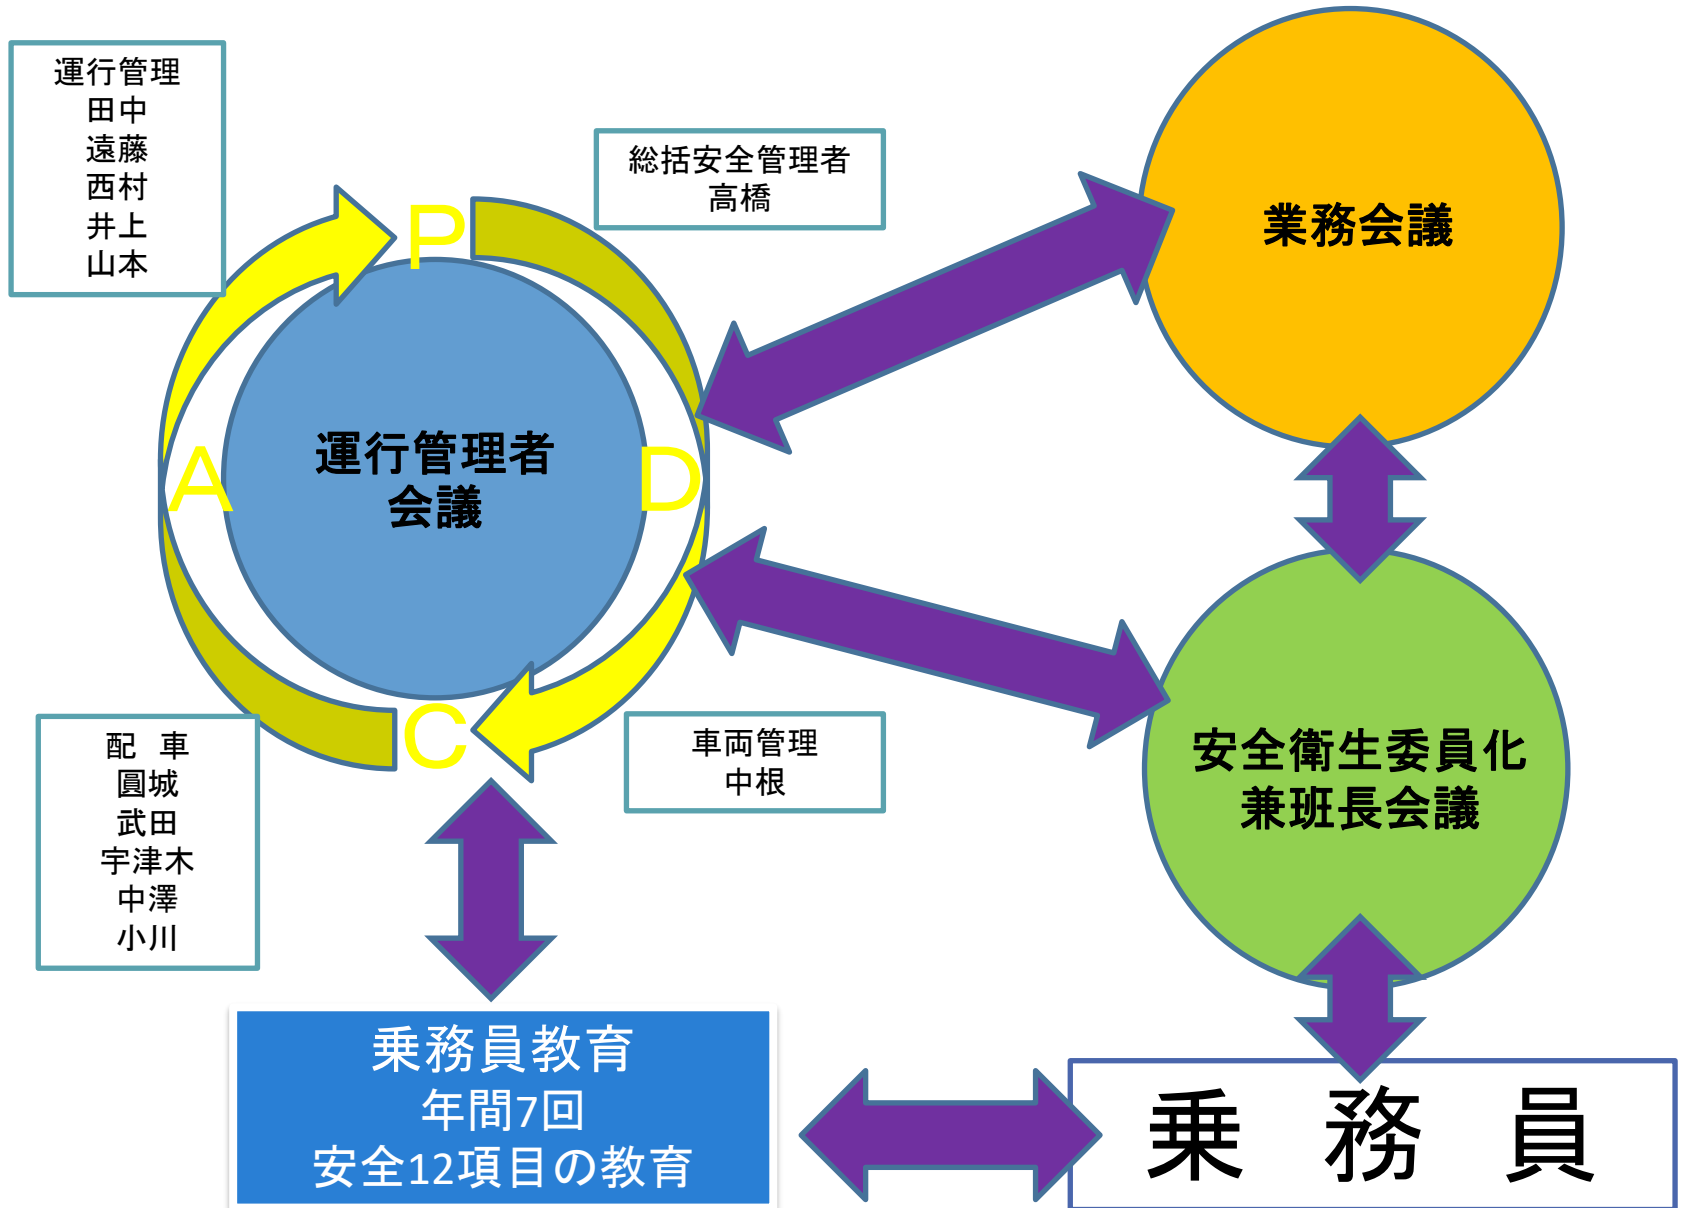 運行管理
田中
遠藤
西村
井上
山本
総括安全管理者
高橋
業務会議
P
運行管理者
会議
A
D
C
安全衛生委員化
兼班長会議
車両管理
中根
配　車
圓城
武田
宇津木
中澤
小川
乗務員教育
年間7回
安全12項目の教育
乗　務　員